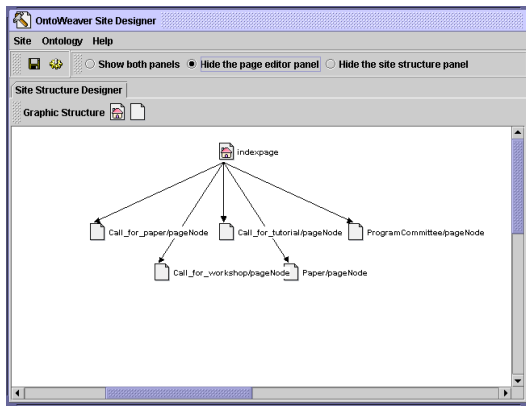 OntoWeaver Site Designer
Site Ontology Help
Show both panels Hide the page editor panel Hide the site structure panel
Site Structure Designer
Graphic Structure
indexpage
Call_for_paper/pageNode Call_for_tutorial/pageNode ProgramCommittee/pageNode
Call_for_workshop/pageNode Paper/pageNode